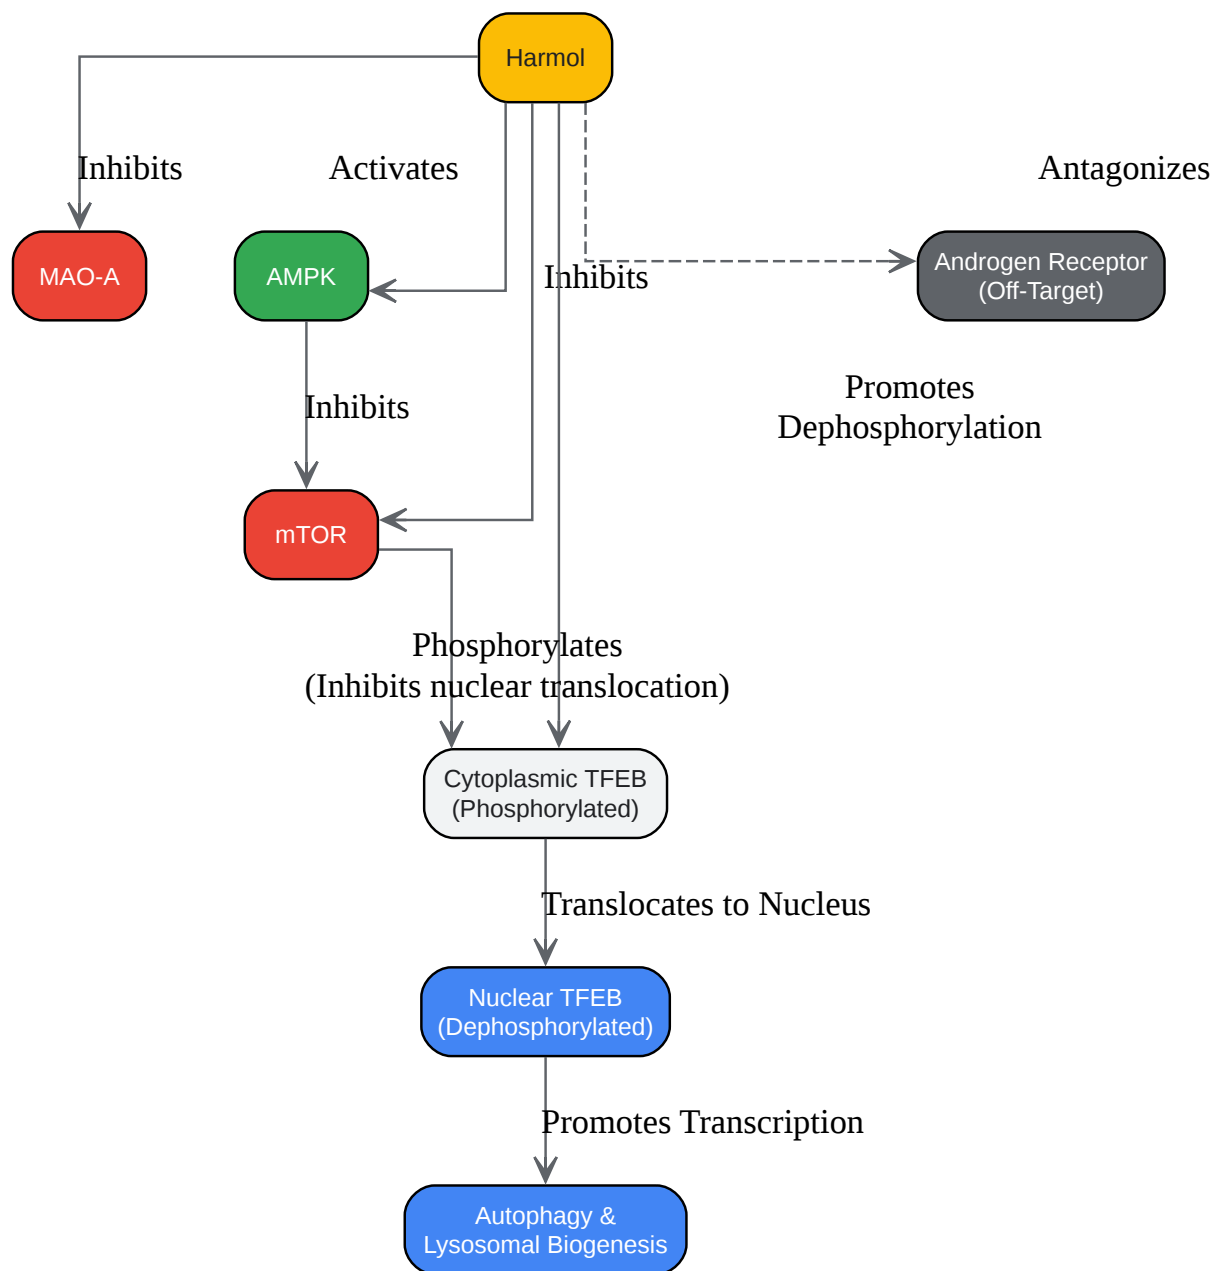 Harmol
Inhibits
Activates
Antagonizes
MAO-A
AMPK
Inhibits
Androgen Receptor
(Off-Target)
Inhibits
Promotes
Dephosphorylation
mTOR
Phosphorylates
(Inhibits nuclear translocation)
Cytoplasmic TFEB
(Phosphorylated)
Translocates to Nucleus
Nuclear TFEB
(Dephosphorylated)
Promotes Transcription
Autophagy &
Lysosomal Biogenesis